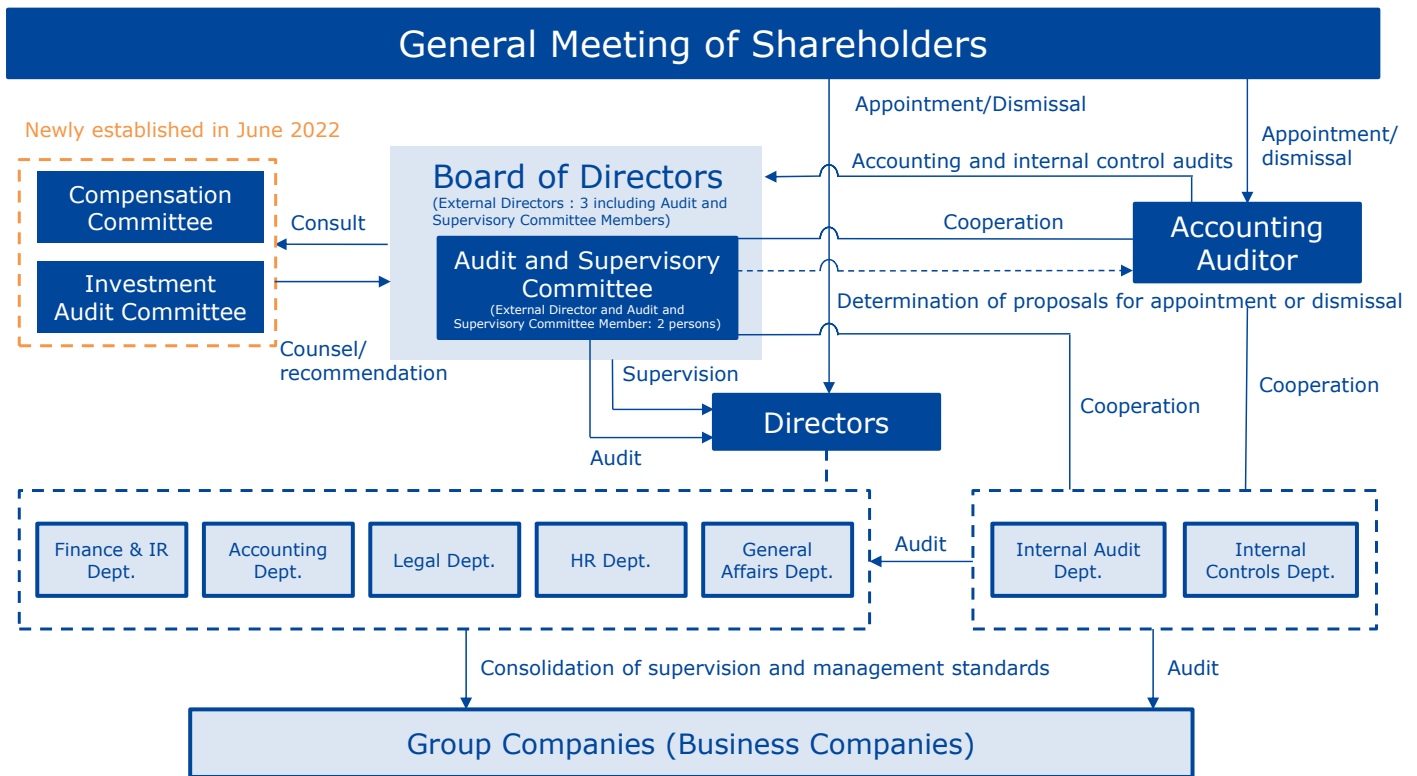 General Meeting of Shareholders
Appointment/Dismissal
Appointment/
dismissal
Newly established in June 2022
Compensation
Committee
Investment
Audit Committee
Consult
Counsel/
recommendation
Board of Directors
(External Directors : 3 including Audit and
Supervisory Committee Members)
Audit and Supervisory
Committee
(External Director and Audit and
Supervisory Committee Member: 2 persons)
Accounting and internal control audits
Cooperation
Accounting
Auditor
Determination of proposals for appointment or dismissal
Supervision
Audit
Directors
Cooperation
Cooperation
Finance & IR
Dept.
Accounting
Dept.
Legal Dept.
HR Dept.
General
Affairs Dept.
Audit
Internal Audit
Dept.
Internal
Controls Dept.
Consolidation of supervision and management standards
Audit
Group Companies (Business Companies)